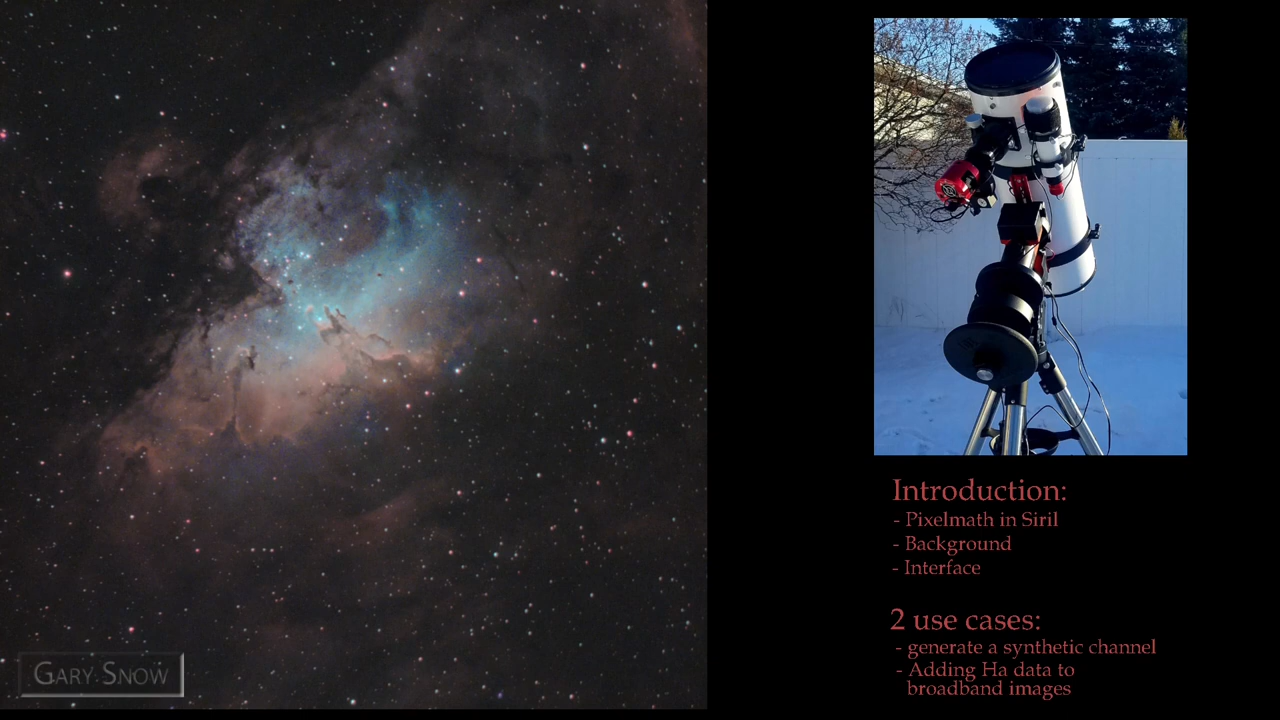 Introduction:
- Pixelmath in Siril
- Background
- Interface
2 use cases:
- generate a synthetic channel
- Adding Ha data to
broadband images
GARY SNOW